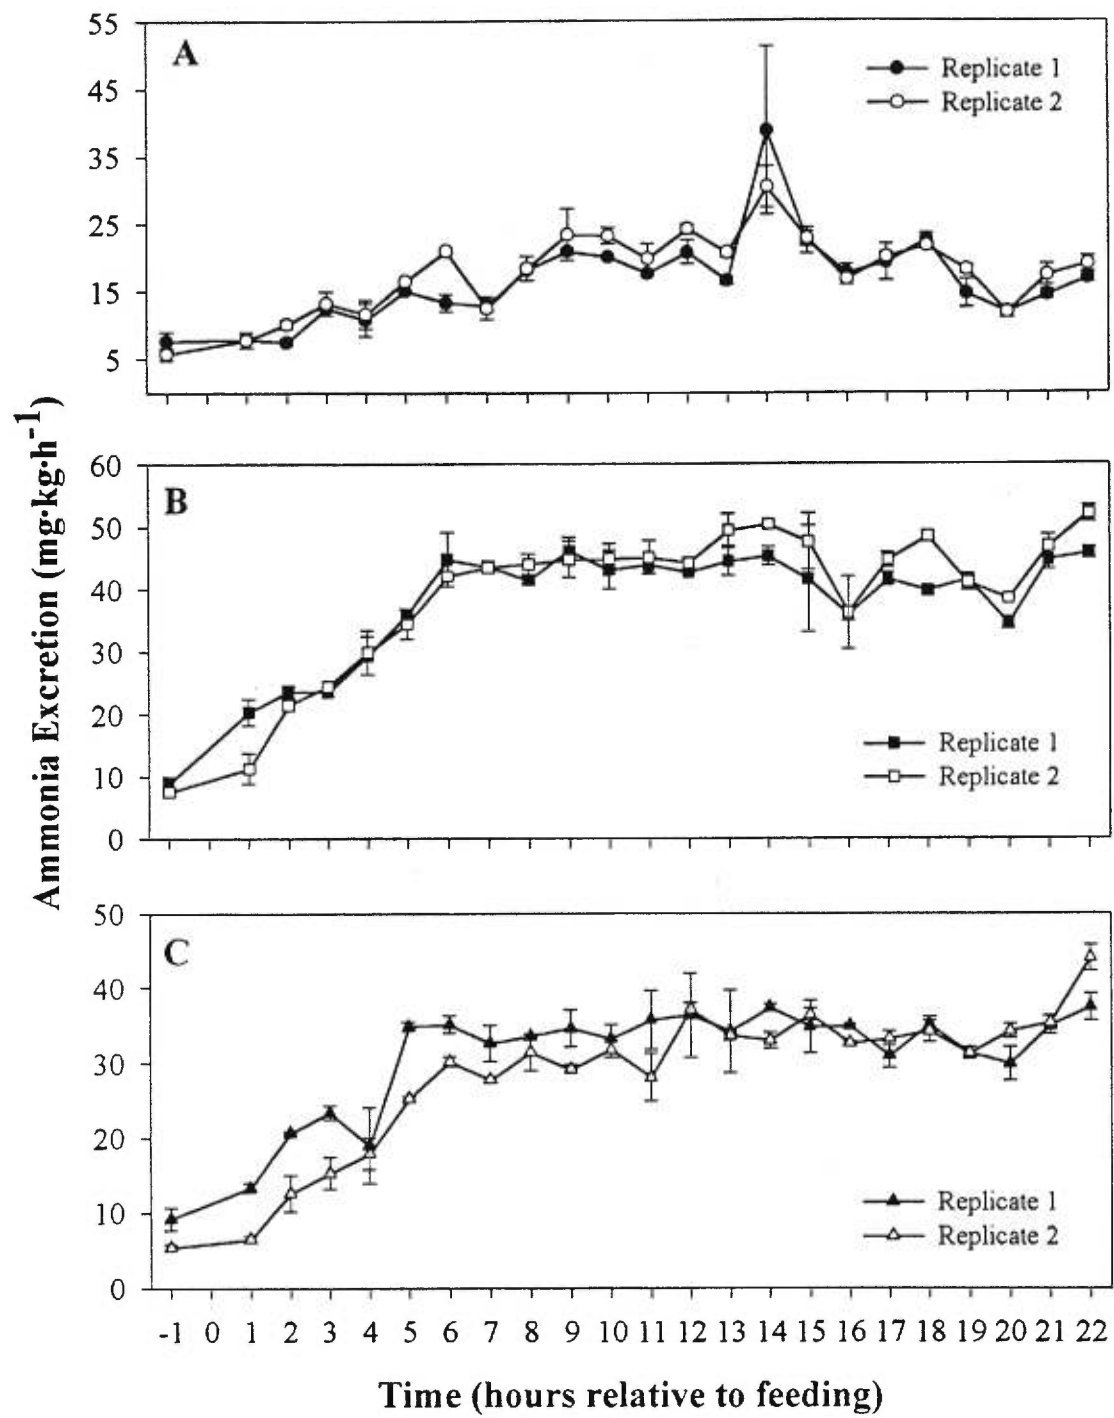 55
45
35
25
15
5
A
Replicate 1
Replicate 2
60
50
40
30
20
10
0
B
Replicate 1
Replicate 2
50
40
30
20
10
0
C
Replicate 1
Replicate 2
-1 0 1 2 3 4 5 6 7 8 9 10 11 12 13 14 15 16 17 18 19 20 21 22
Time (hours relative to feeding)
Ammonia Excretion (mg·kg·h⁻¹)